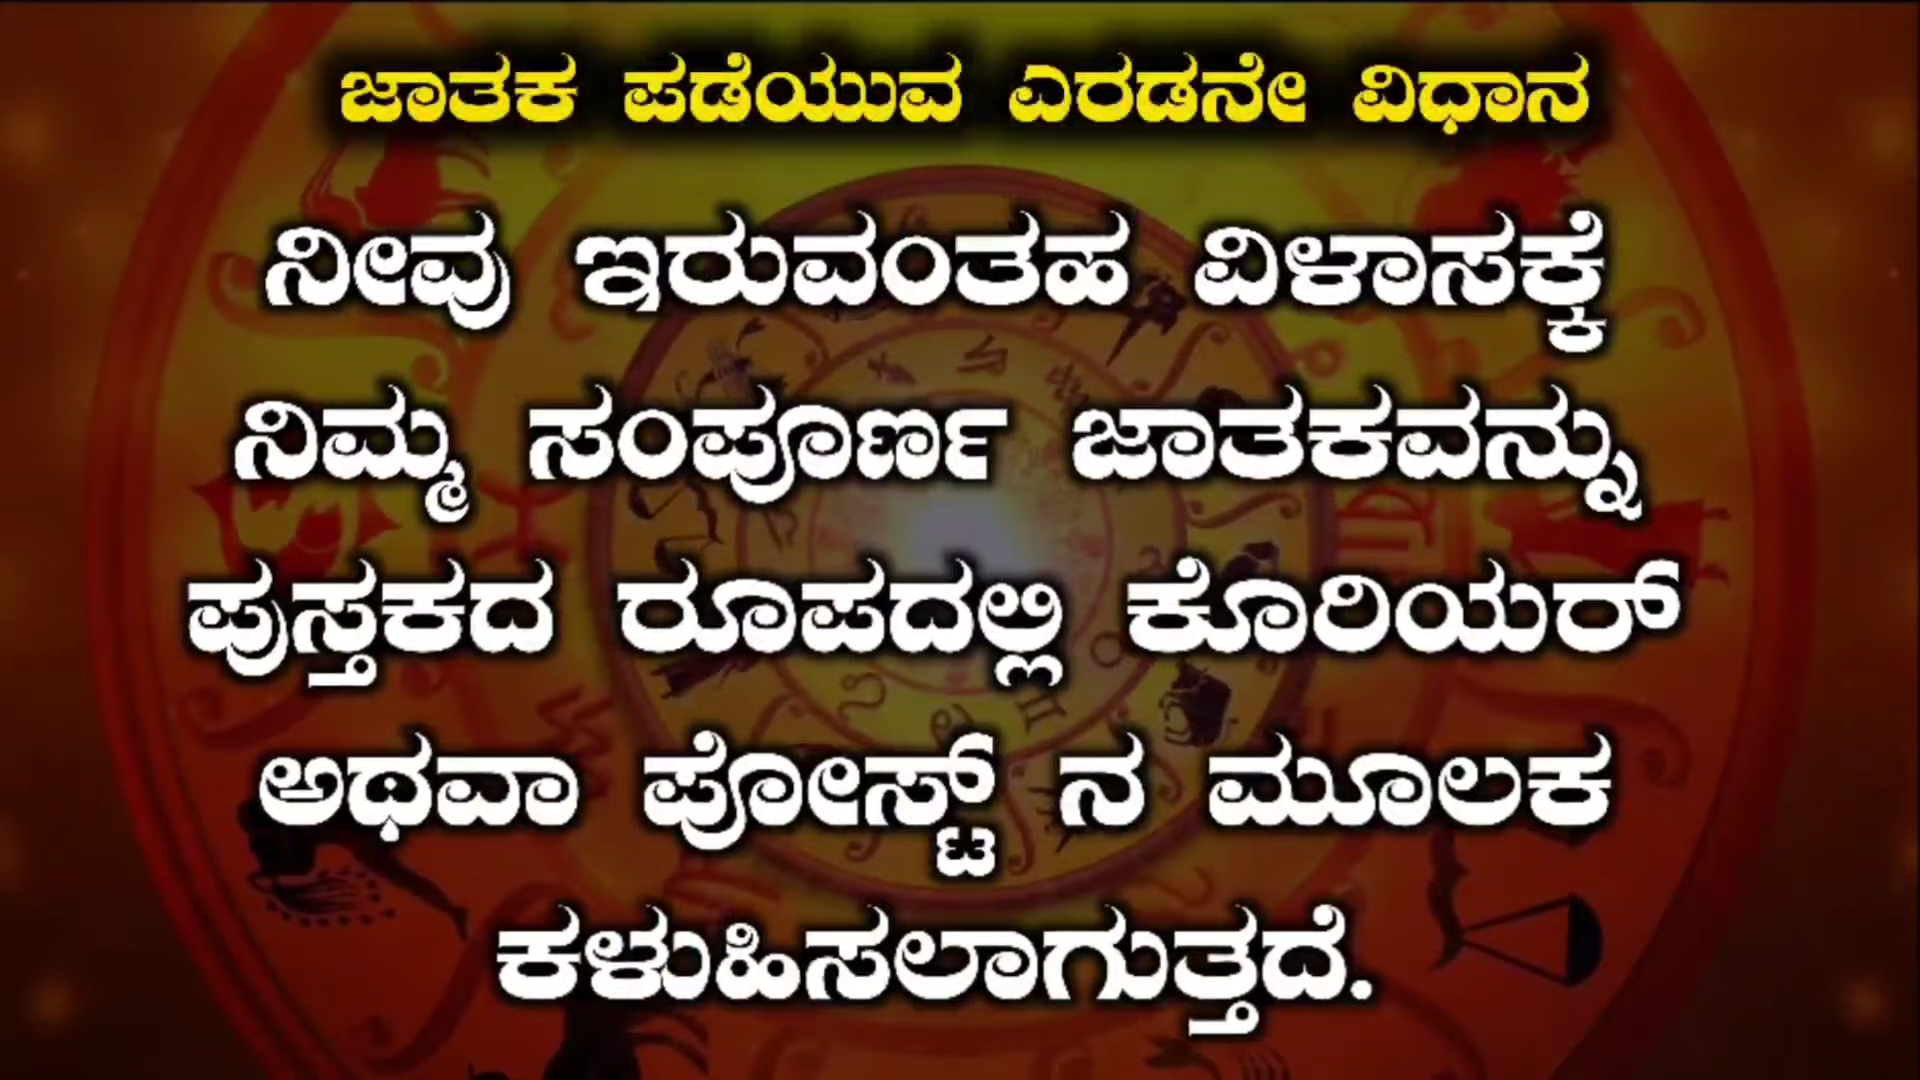 ಜಾತಕ ಪಡೆಯುವ ಎರಡನೇ ವಿಧಾನ
ನೀವು ಇರುವಂತಹ ವಿಳಾಸಕ್ಕೆ
ನಿಮ್ಮ ಸಂಪೂರ್ಣ ಜಾತಕವನ್ನು
ಪುಸ್ತಕದ ರೂಪದಲ್ಲಿ ಕೊರಿಯರ್
ಅಥವಾ ಪೋಸ್ಟ್ ನ ಮೂಲಕ
ಕಳುಹಿಸಲಾಗುತ್ತದೆ.